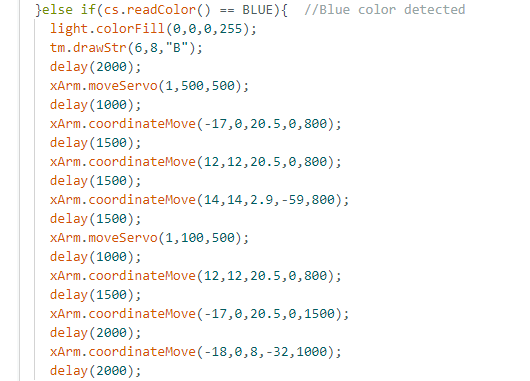 }else if(cs.readColor() == BLUE){  //Blue color detected
  light.colorFill(0,0,0,255);
  tm.drawStr(6,8,"B");
  delay(2000);
  xArm.moveServo(1,500,500);
  delay(1000);
  xArm.coordinateMove(-17,0,20.5,0,800);
  delay(1500);
  xArm.coordinateMove(12,12,20.5,0,800);
  delay(1500);
  xArm.coordinateMove(14,14,2.9,-59,800);
  delay(1500);
  xArm.moveServo(1,100,500);
  delay(1000);
  xArm.coordinateMove(12,12,20.5,0,800);
  delay(1500);
  xArm.coordinateMove(-17,0,20.5,0,1500);
  delay(2000);
  xArm.coordinateMove(-18,0,8,-32,1000);
  delay(2000);